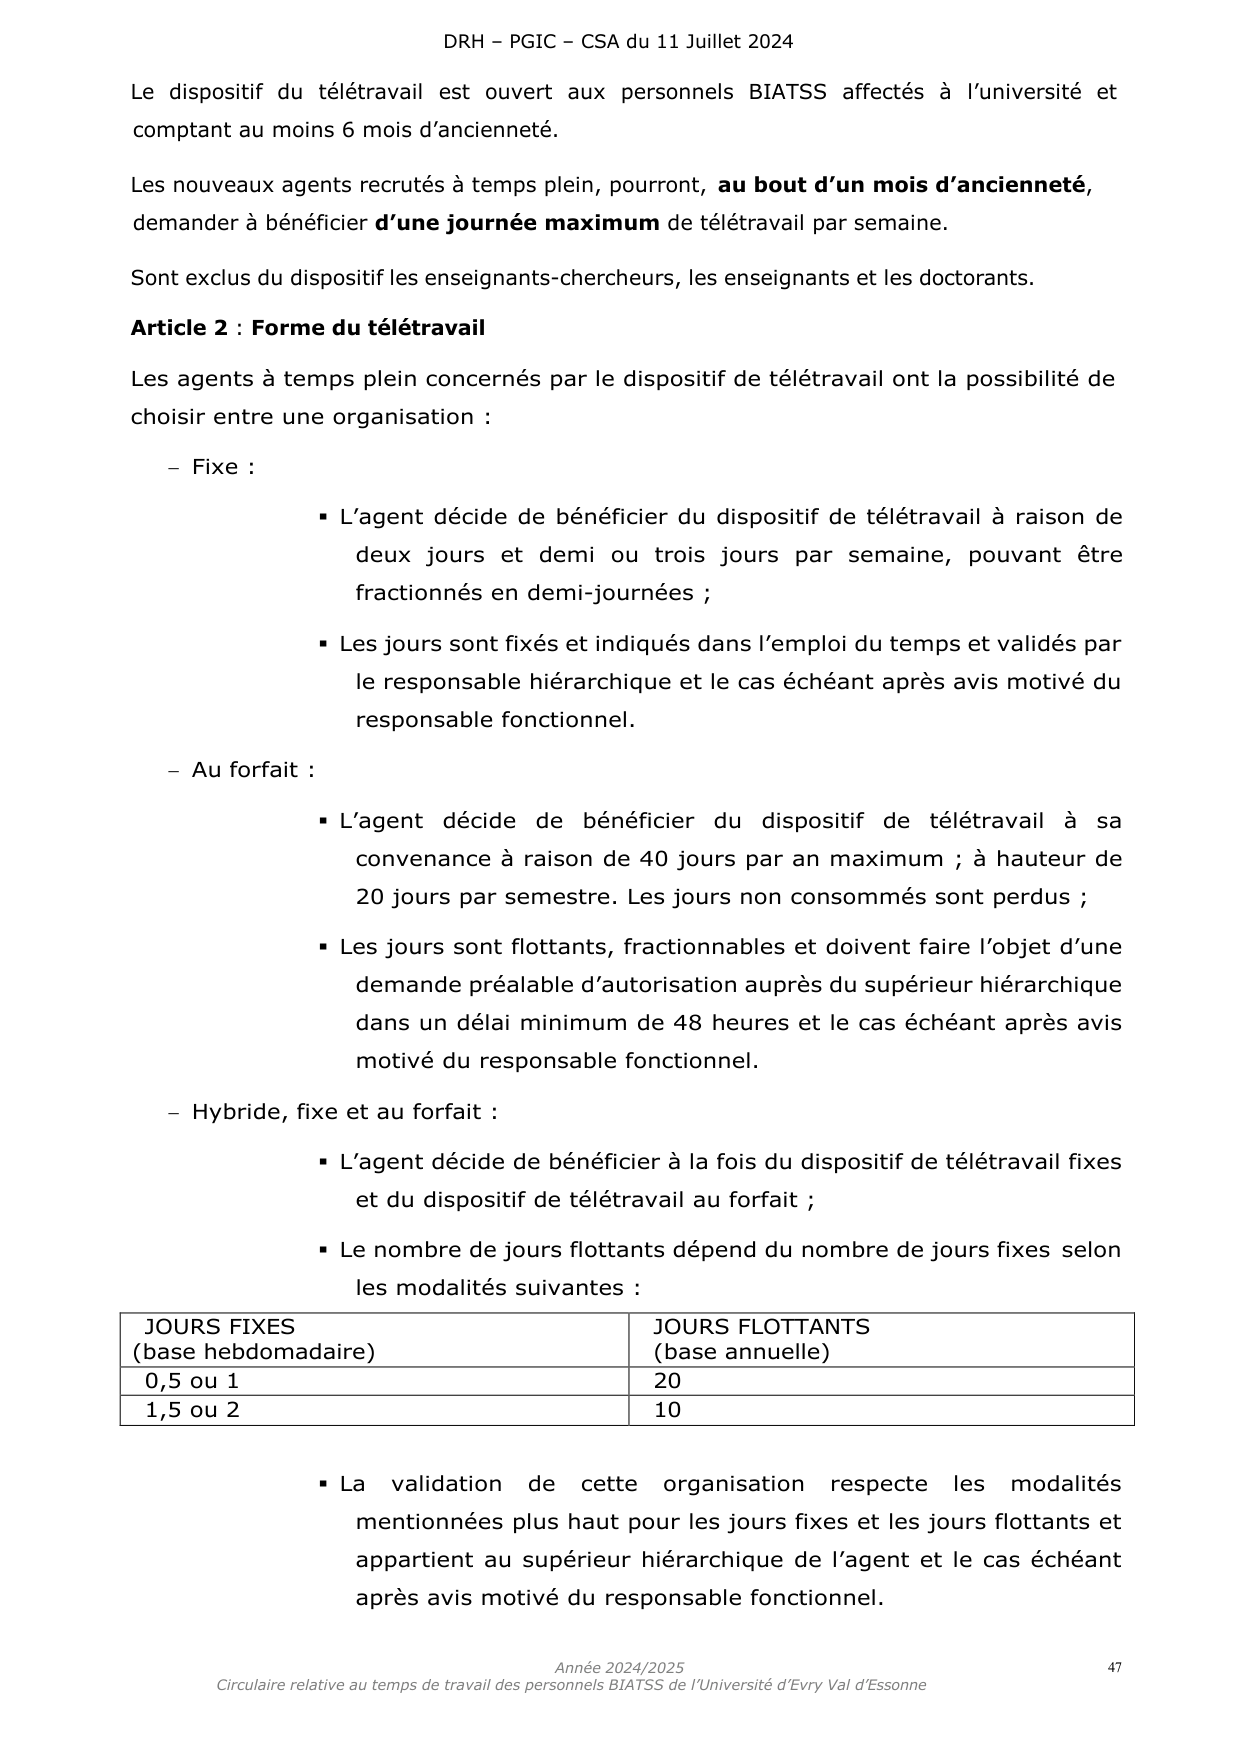 DRH – PGIC – CSA du 11 Juillet 2024
Le dispositif du télétravail est ouvert aux personnels BIATSS affectés à l’université et
comptant au moins 6 mois d’ancienneté.
Les nouveaux agents recrutés à temps plein, pourront, au bout d’un mois d’ancienneté,
demander à bénéficier d’une journée maximum de télétravail par semaine.
Sont exclus du dispositif les enseignants-chercheurs, les enseignants et les doctorants.
Article 2 : Forme du télétravail
Les agents à temps plein concernés par le dispositif de télétravail ont la possibilité de
choisir entre une organisation :
– Fixe :
▪ L’agent décide de bénéficier du dispositif de télétravail à raison de
deux jours et demi ou trois jours par semaine, pouvant être
fractionnés en demi-journées ;
▪ Les jours sont fixés et indiqués dans l’emploi du temps et validés par
le responsable hiérarchique et le cas échéant après avis motivé du
responsable fonctionnel.
– Au forfait :
▪ L’agent décide de bénéficier du dispositif de télétravail à sa
convenance à raison de 40 jours par an maximum ; à hauteur de
20 jours par semestre. Les jours non consommés sont perdus ;
▪ Les jours sont flottants, fractionnables et doivent faire l’objet d’une
demande préalable d’autorisation auprès du supérieur hiérarchique
dans un délai minimum de 48 heures et le cas échéant après avis
motivé du responsable fonctionnel.
– Hybride, fixe et au forfait :
▪ L’agent décide de bénéficier à la fois du dispositif de télétravail fixes
et du dispositif de télétravail au forfait ;
▪ Le nombre de jours flottants dépend du nombre de jours fixes selon
les modalités suivantes :
JOURS FIXES JOURS FLOTTANTS
(base hebdomadaire) (base annuelle)
0,5 ou 1 20
1,5 ou 2 10
▪ La validation de cette organisation respecte les modalités
mentionnées plus haut pour les jours fixes et les jours flottants et
appartient au supérieur hiérarchique de l’agent et le cas échéant
après avis motivé du responsable fonctionnel.
Année 2024/2025 47
Circulaire relative au temps de travail des personnels BIATSS de l’Université d’Evry Val d’Essonne